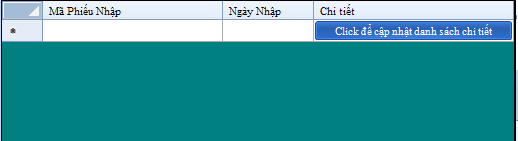 Mã Phiếu Nhập Ngày Nhập Chi tiết
* Click để cập nhật danh sách chi tiết